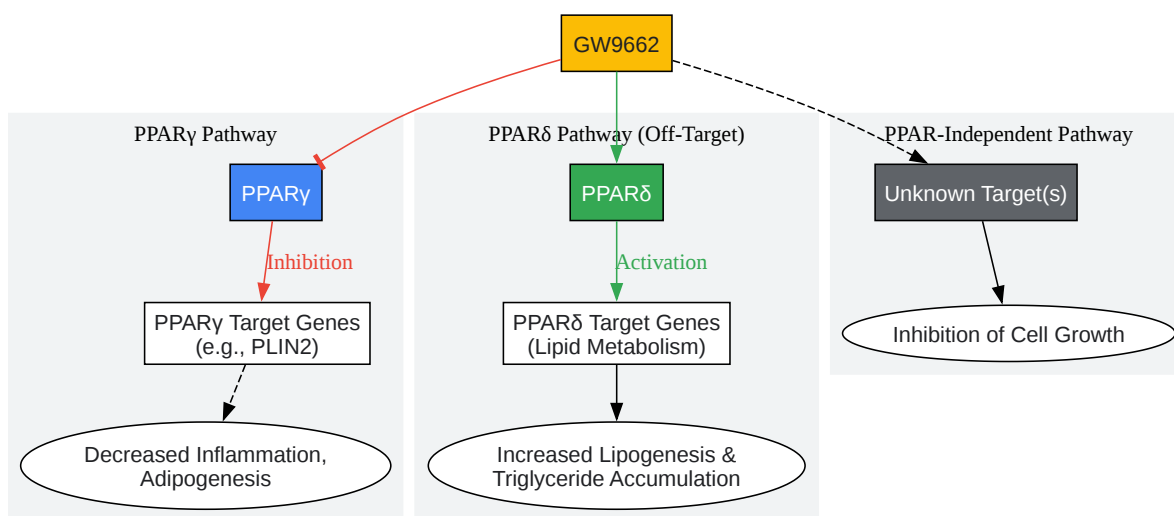 GW9662
PPARγ Pathway
PPARδ Pathway (Off-Target)
PPAR-Independent Pathway
PPARγ
PPARδ
Unknown Target(s)
Inhibition
Activation
PPARγ Target Genes
(e.g., PLIN2)
PPARδ Target Genes
(Lipid Metabolism)
Inhibition of Cell Growth
Decreased Inflammation,
Adipogenesis
Increased Lipogenesis &
Triglyceride Accumulation